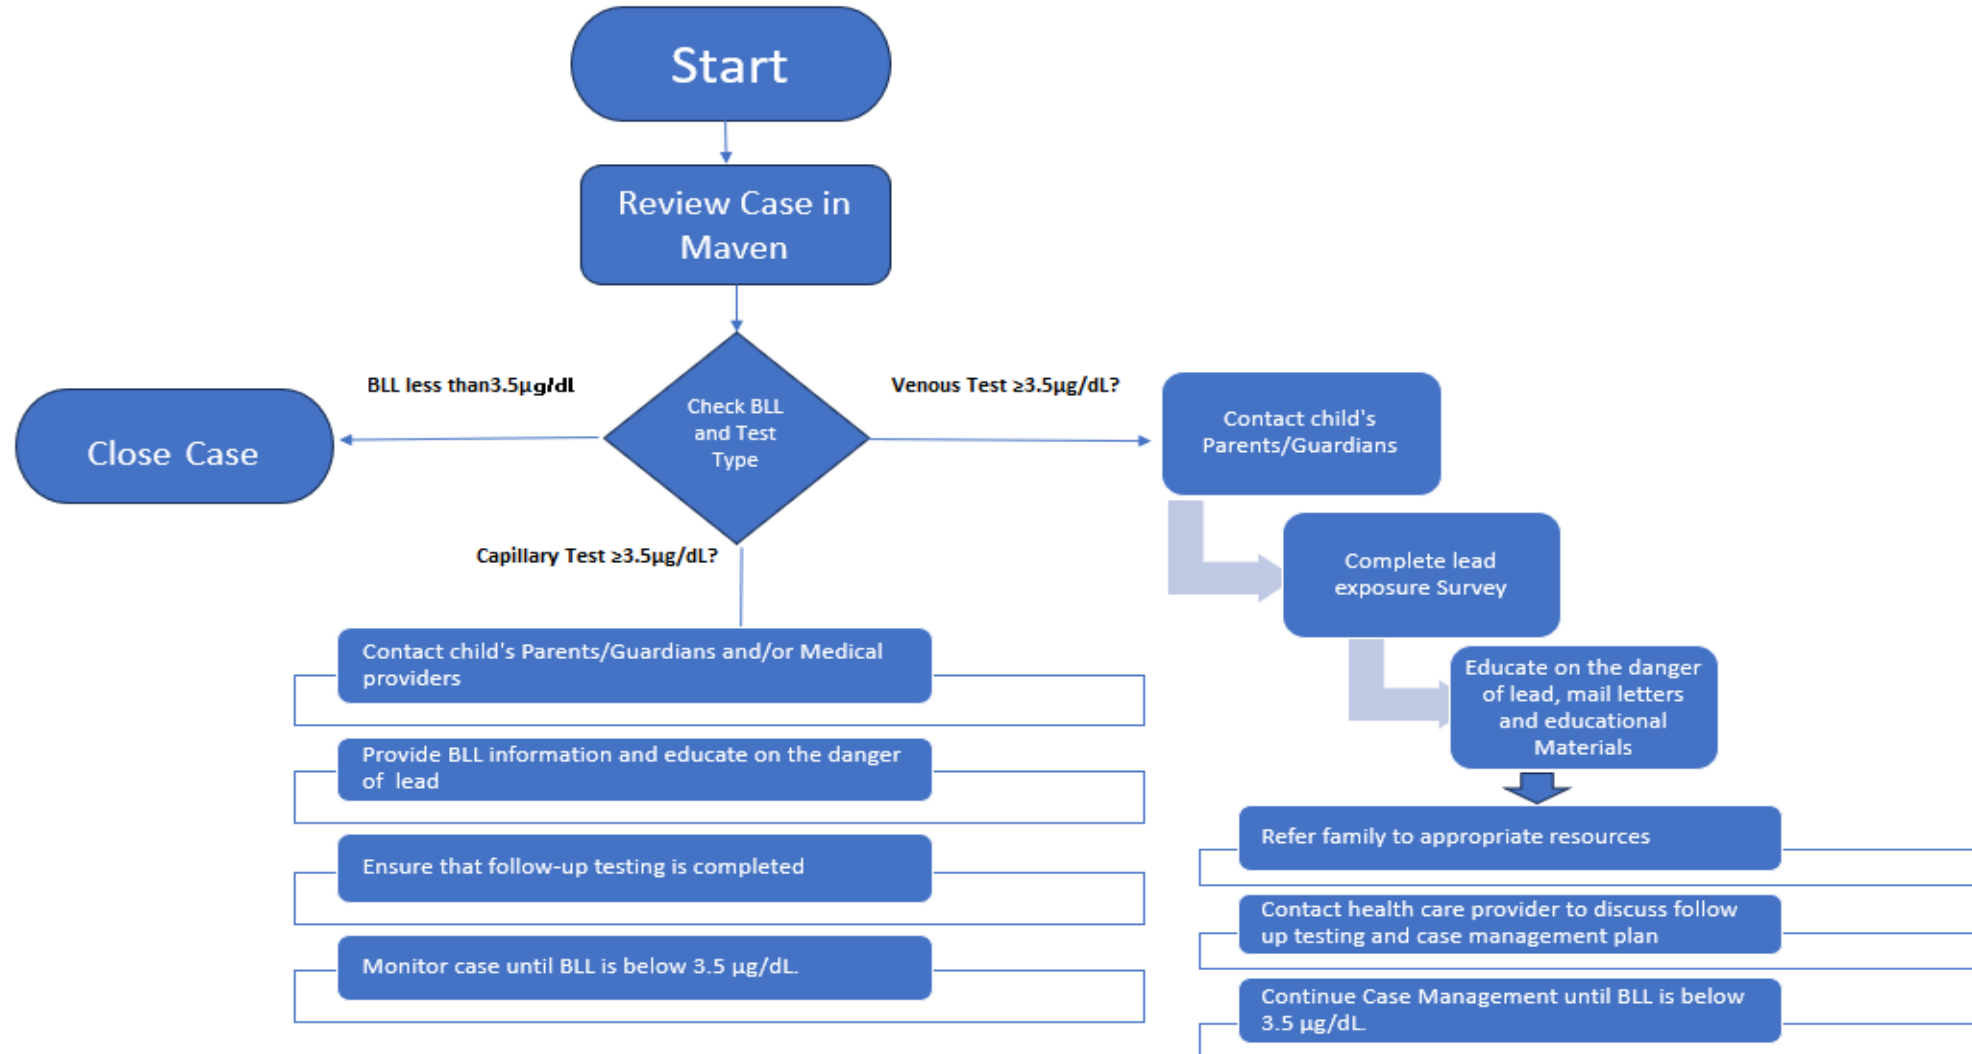 Start
Review Case in
Maven
BLL less than3.5µg/dl
Venous Test ≥3.5µg/dL?
Check BLL
and Test
Type
Close Case
Contact child's
Parents/Guardians
Capillary Test ≥3.5µg/dL?
Complete lead
exposure Survey
Contact child's Parents/Guardians and/or Medical
providers
Educate on the danger
of lead, mail letters
and educational
Materials
Provide BLL information and educate on the danger
of lead
Ensure that follow-up testing is completed
Monitor case until BLL is below 3.5 µg/dL.
Refer family to appropriate resources
Contact health care provider to discuss follow
up testing and case management plan
Continue Case Management until BLL is below
3.5 µg/dL.